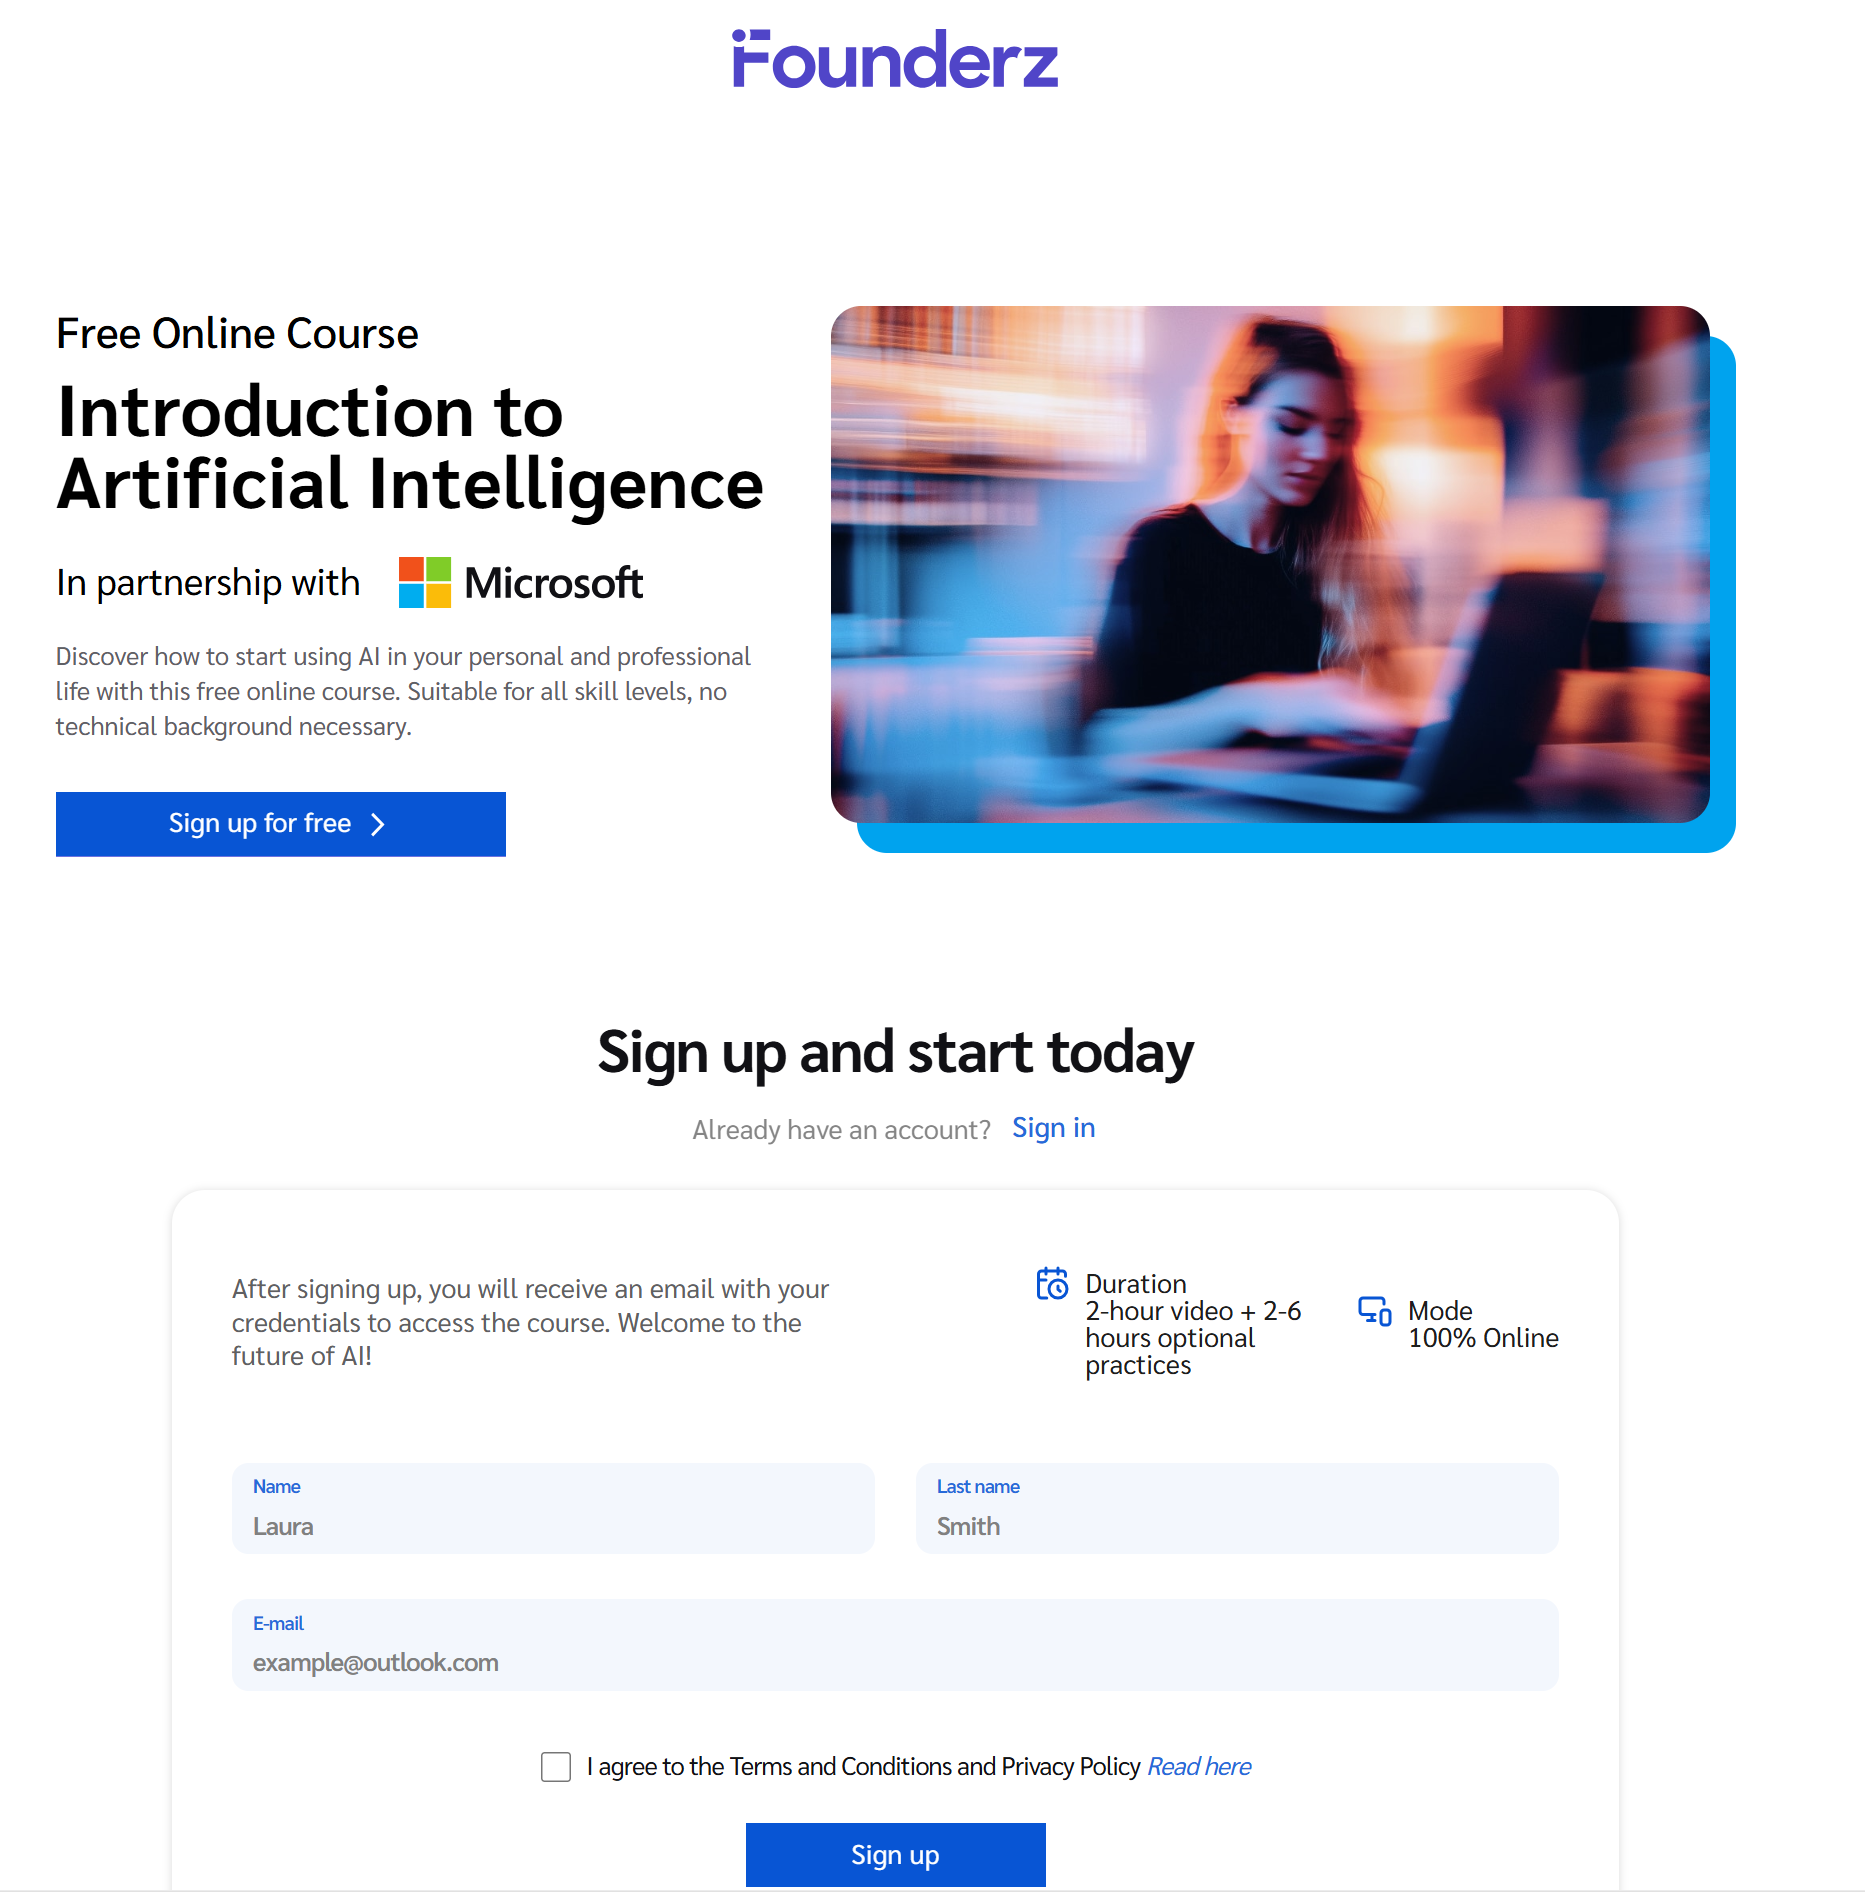 Founderz
Free Online Course
Introduction to
Artificial Intelligence
In partnership with Microsoft
Discover how to start using AI in your personal and professional
life with this free online course. Suitable for all skill levels, no
technical background necessary.
Sign up for free
Sign up and start today
Already have an account? Sign in
After signing up, you will receive an email with your
credentials to access the course. Welcome to the
future of AI!
Duration
2-hour video + 2-6
hours optional
practices
Mode
100% Online
Name
Laura
Last name
Smith
E-mail
example@outlook.com
I agree to the Terms and Conditions and Privacy Policy Read here
Sign up